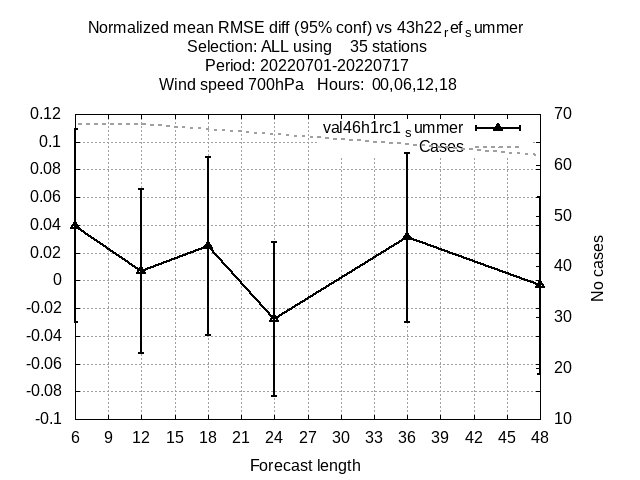 Normalized mean RMSE diff (95% conf) vs 43h22refsummer
Selection: ALL using 35 stations
Period: 20220701-20220717
Wind speed 700hPa Hours: 00,06,12,18
0.12
0.1
0.08
0.06
0.04
0.02
0
-0.02
-0.04
-0.06
-0.08
-0.1
val46h1rc1summer
Cases
70
60
50
40
30
20
10
No cases
6 9 12 15 18 21 24 27 30 33 36 39 42 45 48
Forecast length